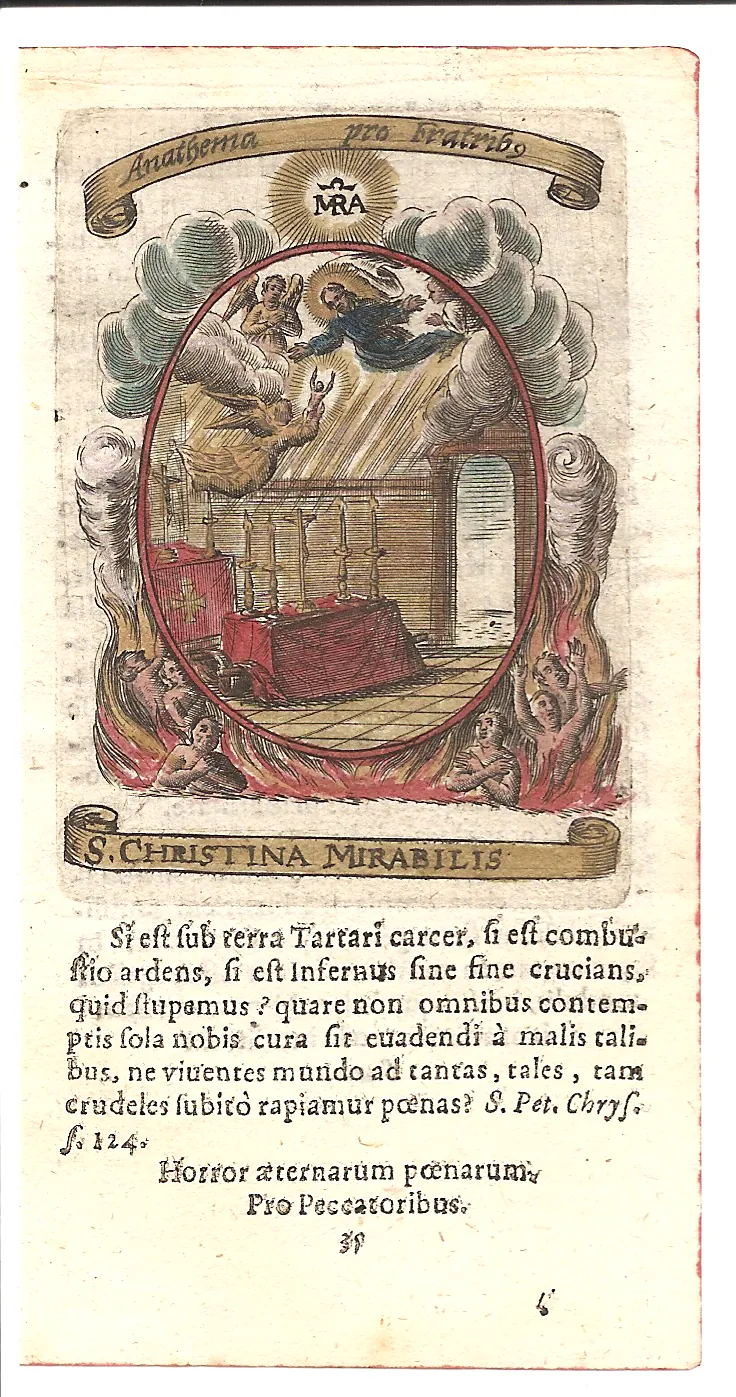 Anathema pro fratribꝰ
MRA
S. CHRISTINA MIRABILIS
Si eſt ſub terra Tartari carcer, ſi eſt combu-
ſtio ardens, ſi eſt Infernus ſine fine crucians,
quid ſtupemus? quare non omnibus contem-
ptis ſola nobis cura ſit euadendi à malis tali-
bus, ne viuentes mundo ad tantas, tales, tam
crudeles ſubitò rapiamur pœnas? S. Pet. Chryſ.
ſ. 124.
Horror æternarum pœnarum,
Pro Peccatoribus.